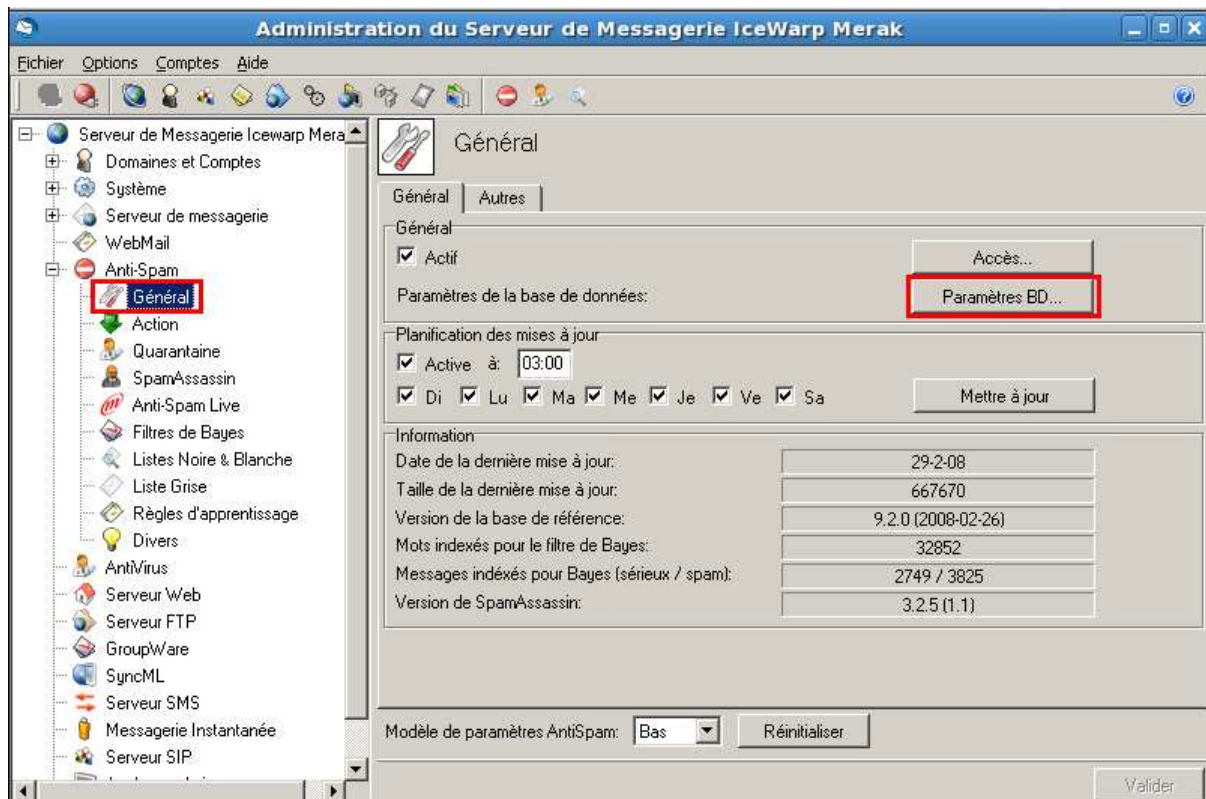 Administration du Serveur de Messagerie IceWarp Merak
Fichier Options Comptes Aide
Serveur de Messagerie Icewarp Mera
Domaines et Comptes
Système
Serveur de messagerie
WebMail
Anti-Spam
Général
Action
Quarantaine
SpamAssassin
Anti-Spam Live
Filtres de Bayes
Listes Noire & Blanche
Liste Grise
Règles d'apprentissage
Divers
AntiVirus
Serveur Web
Serveur FTP
GroupWare
SyncML
Serveur SMS
Messagerie Instantanée
Serveur SIP
Général
Général Autres
Général
Actif Accès...
Paramètres de la base de données: Paramètres BD...
Planification des mises à jour
Active à: 03:00
Di Lu Ma Me Je Ve Sa Mettre à jour
Information
Date de la dernière mise à jour: 29-2-08
Taille de la dernière mise à jour: 667670
Version de la base de référence: 9.2.0 (2008-02-26)
Mots indexés pour le filtre de Bayes: 32852
Messages indéxés pour Bayes (sérieux / spam): 2749 / 3825
Version de SpamAssassin: 3.2.5 (1.1)
Modèle de paramètres AntiSpam: Bas Réinitialiser
Valider